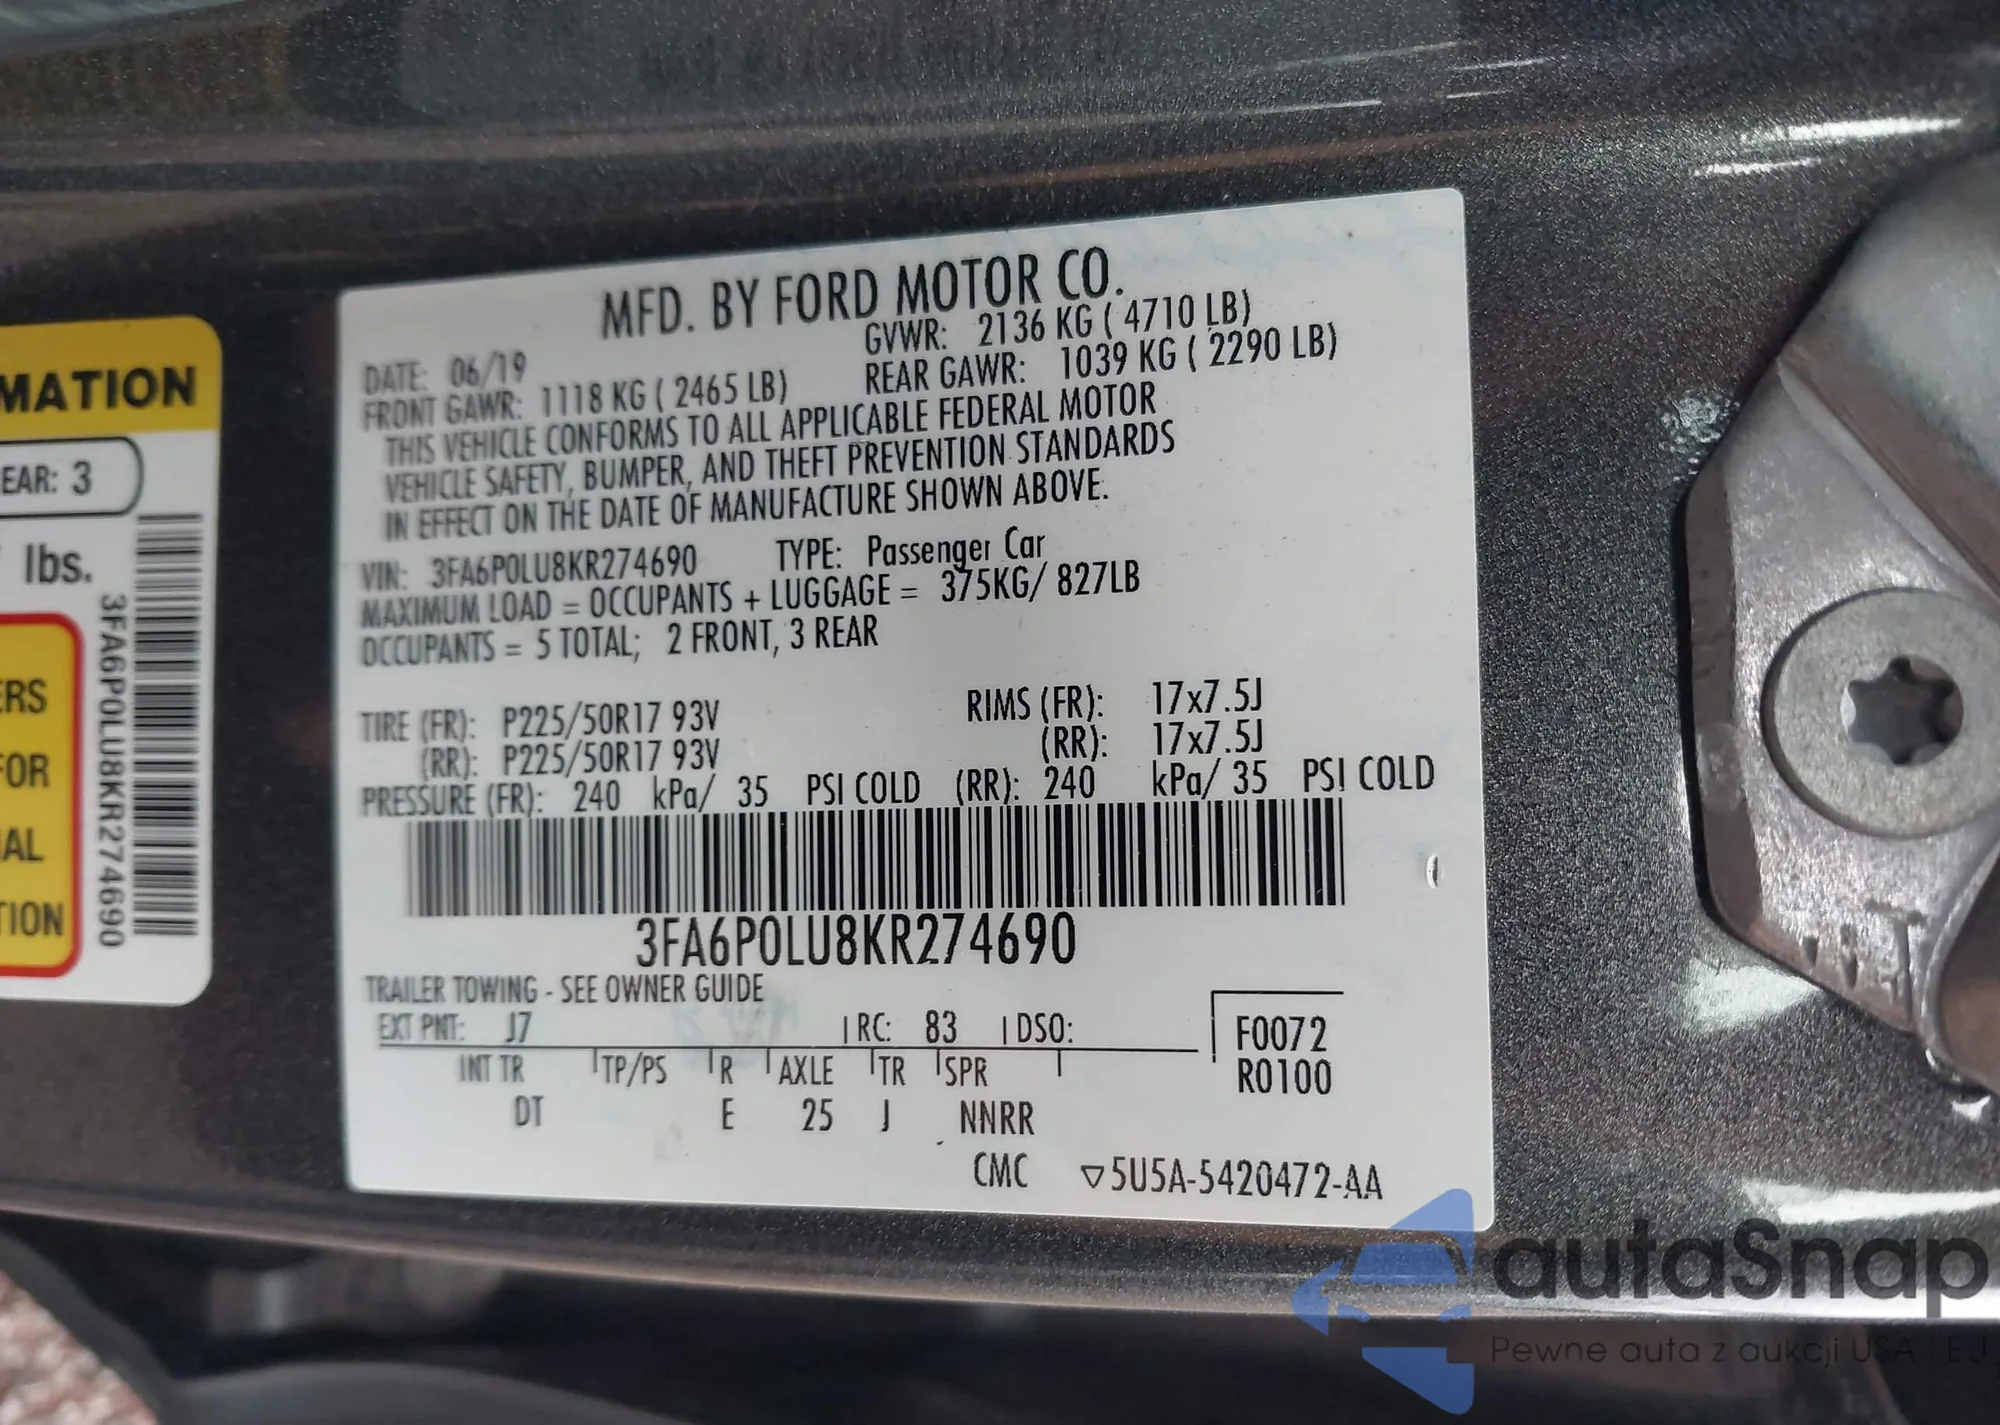 MFD. BY FORD MOTOR CO.
DATE: 06/19 GVWR: 2136 KG ( 4710 LB)
FRONT GAWR: 1118 KG ( 2465 LB) REAR GAWR: 1039 KG ( 2290 LB)
THIS VEHICLE CONFORMS TO ALL APPLICABLE FEDERAL MOTOR
VEHICLE SAFETY, BUMPER, AND THEFT PREVENTION STANDARDS
IN EFFECT ON THE DATE OF MANUFACTURE SHOWN ABOVE.
VIN: 3FA6P0LU8KR274690 TYPE: Passenger Car
MAXIMUM LOAD = OCCUPANTS + LUGGAGE = 375KG/ 827LB
OCCUPANTS = 5 TOTAL; 2 FRONT, 3 REAR
TIRE (FR): P225/50R17 93V RIMS (FR): 17x7.5J
(RR): P225/50R17 93V (RR): 17x7.5J
PRESSURE (FR): 240 kPa/ 35 PSI COLD (RR): 240 kPa/ 35 PSI COLD
3FA6P0LU8KR274690
TRAILER TOWING - SEE OWNER GUIDE
EXT PNT: J7 RC: 83 DSO: F0072
INT TR TP/PS R AXLE TR SPR R0100
DT E 25 J NNRR
CMC ▽5U5A-5420472-AA
MATION
EAR: 3
lbs.
3FA6P0LU8KR274690
ERS
FOR
AL
TION
autaSnap
Pewne auta z aukcji USA i EU